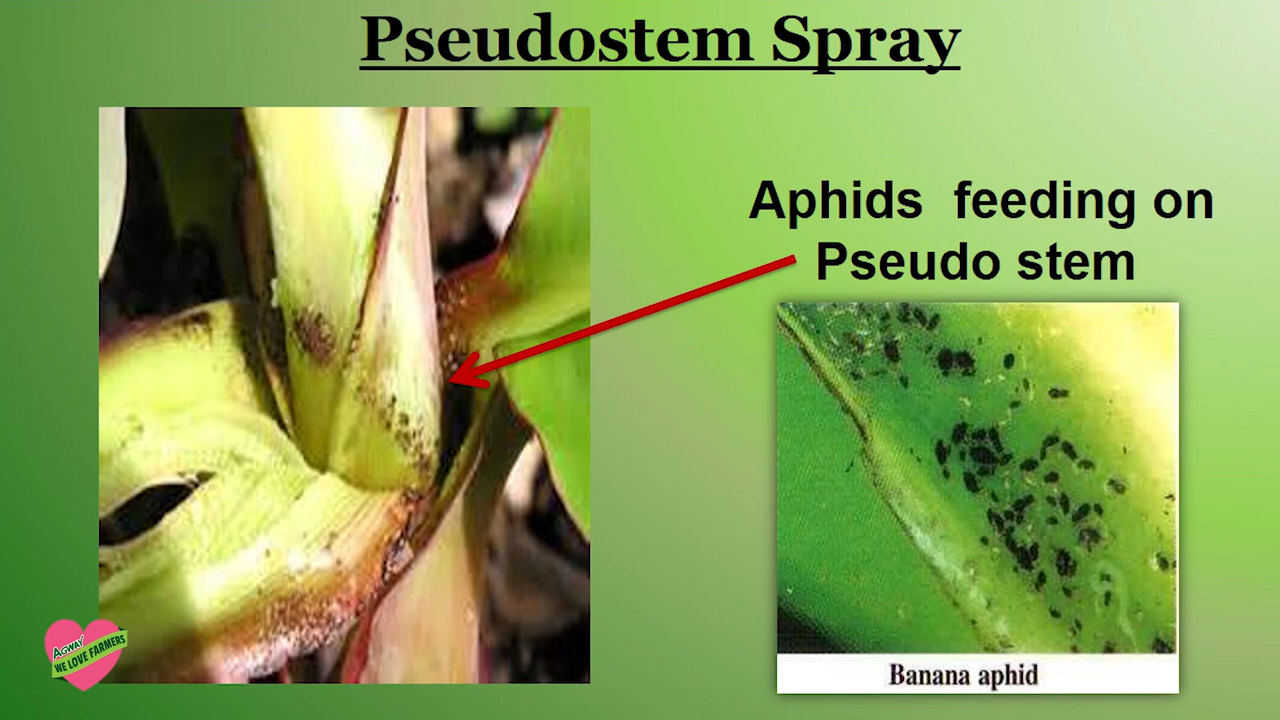 Pseudostem Spray
Aphids feeding on
Pseudo stem
Banana aphid
AGWAY
WE LOVE FARMERS